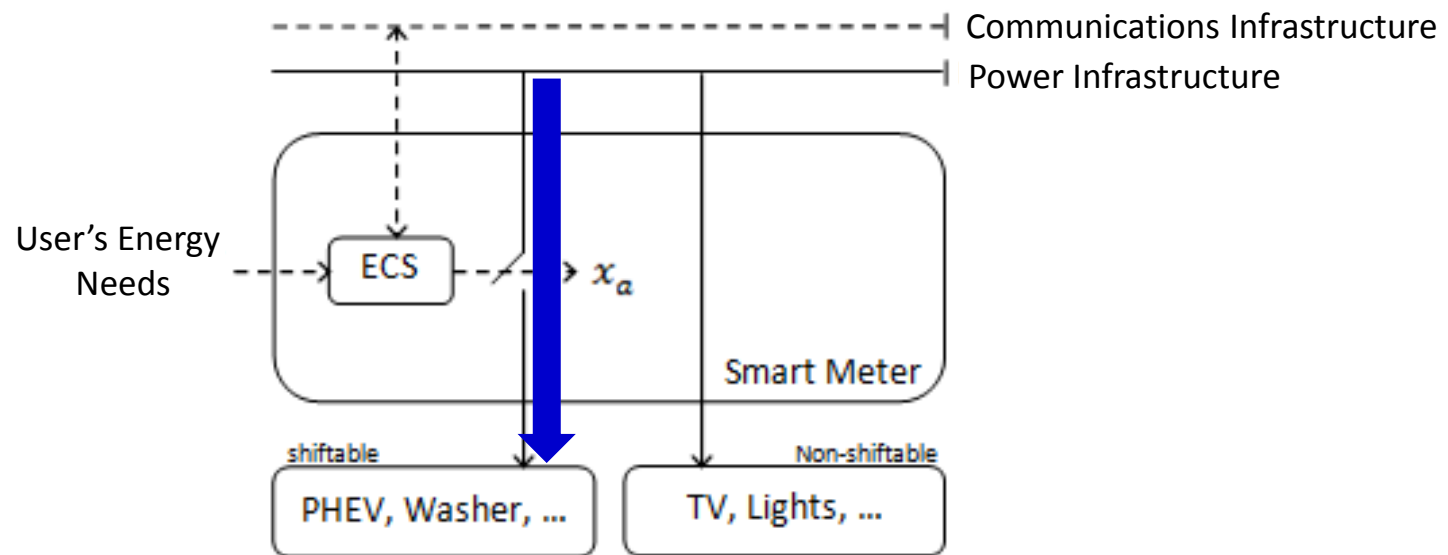 Communications Infrastructure
Power Infrastructure
User’s Energy
Needs
ECS
x_a
Smart Meter
shiftable
Non-shiftable
PHEV, Washer, ...
TV, Lights, ...